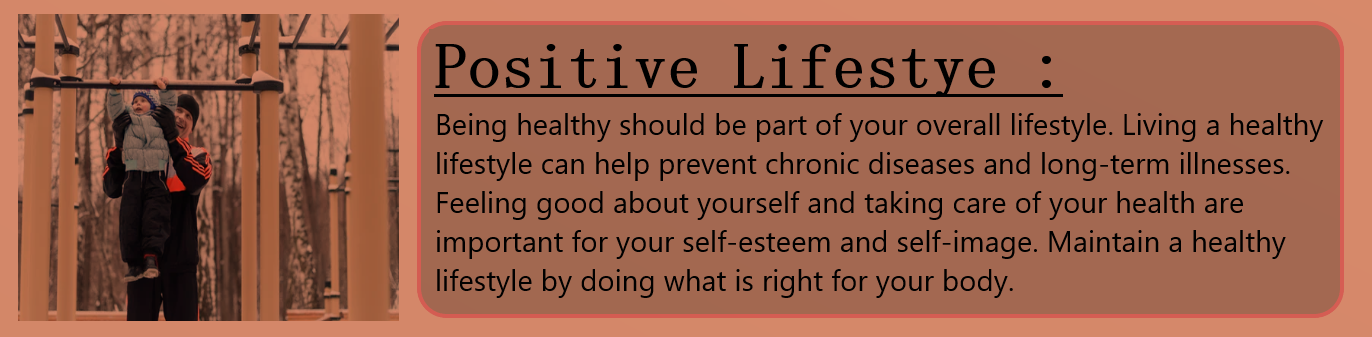 Positive Lifestye :
Being healthy should be part of your overall lifestyle. Living a healthy
lifestyle can help prevent chronic diseases and long-term illnesses.
Feeling good about yourself and taking care of your health are
important for your self-esteem and self-image. Maintain a healthy
lifestyle by doing what is right for your body.